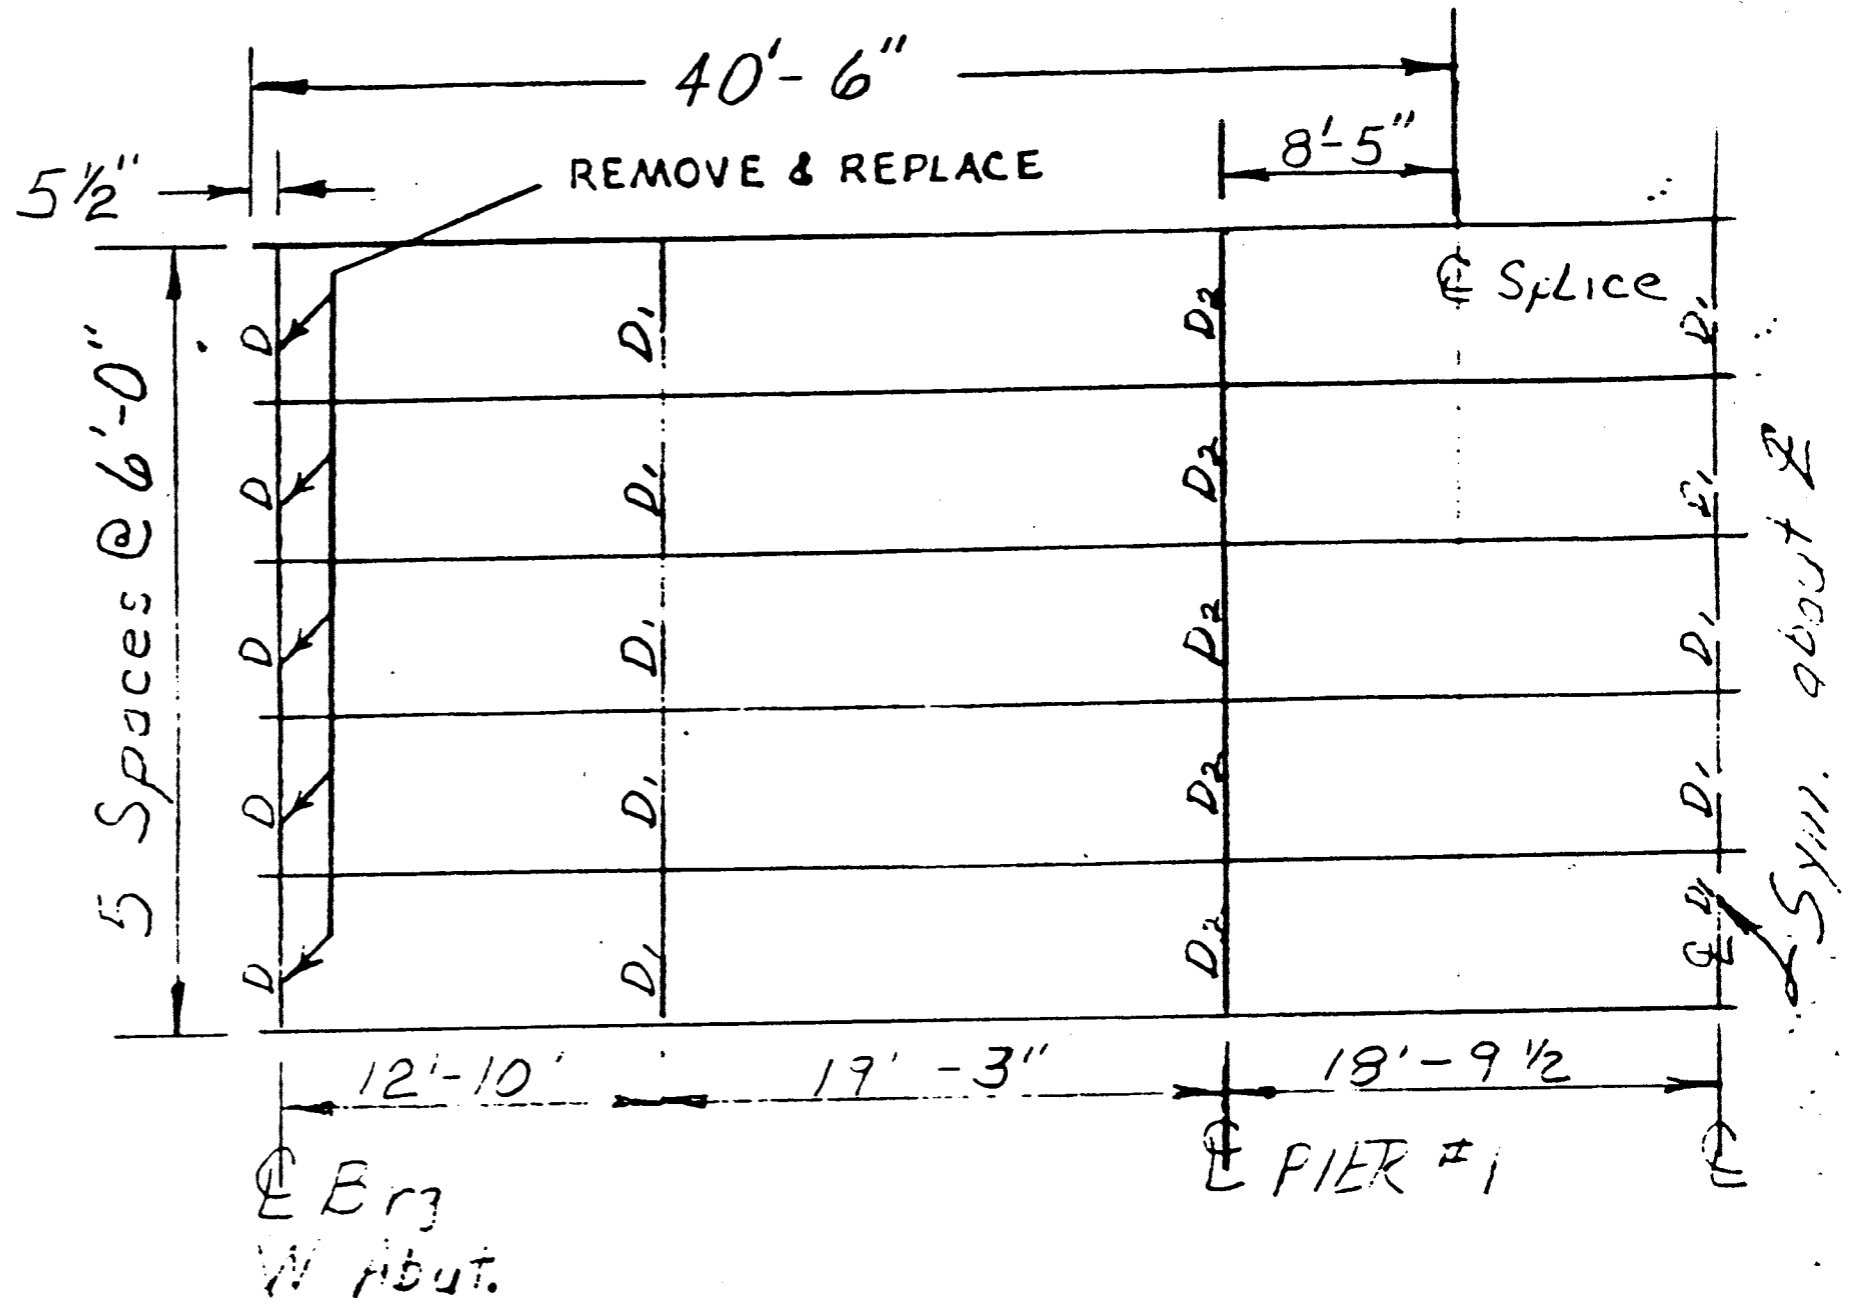 40'-6"
8'-5"
5½"
REMOVE & REPLACE
℄ Splice
D D1 D2 D1
D D1 D2 D1
D D1 D2 D1
D D1 D2 D1
D D1 D2 D1
℄
5 Spaces @ 6'-0"
Sym. about ℄
12'-10' 19'-3" 18'-9½
℄ Brg ℄ PIER #1 ℄
W Abut.